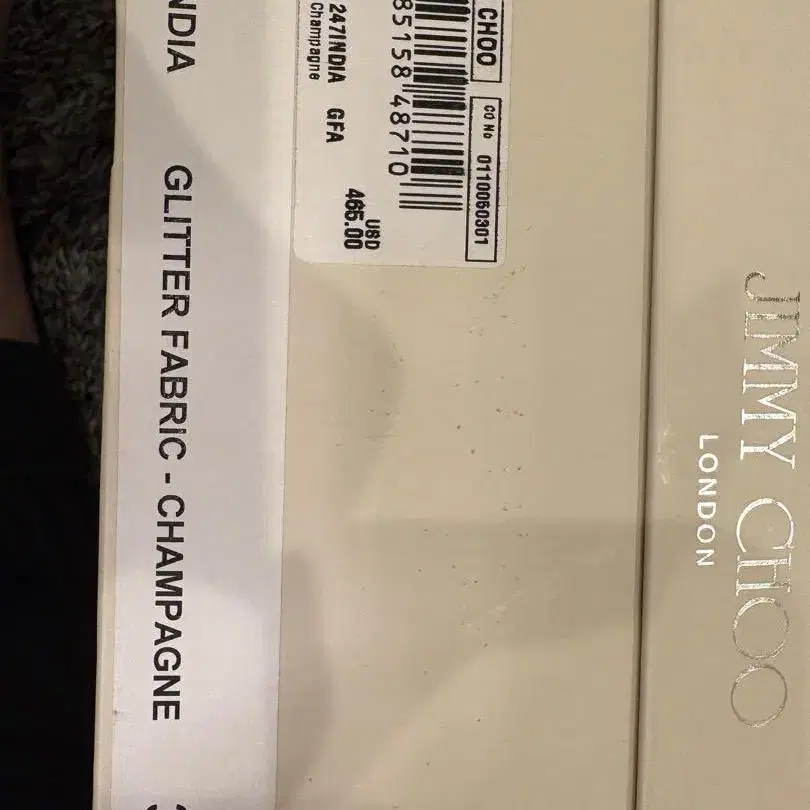 JIMMY CHOO
LONDON
CHOO
CO No 0110060301
85158 48710
USD
465.00
247INDIA GFA
Champagne
NDIA GLITTER FABRIC - CHAMPAGNE